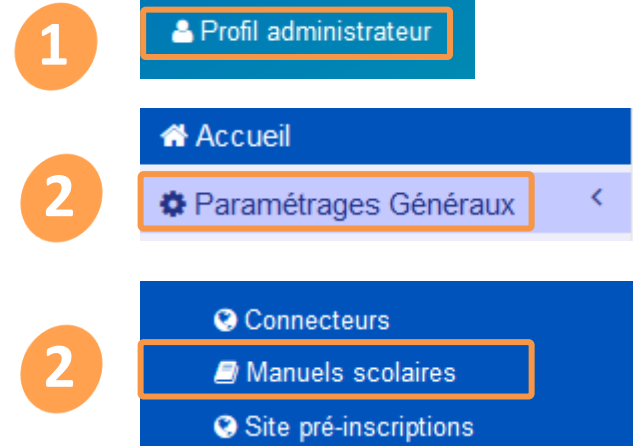 1
Profil administrateur
Accueil
2
Paramétrages Généraux
Connecteurs
2
Manuels scolaires
Site pré-inscriptions